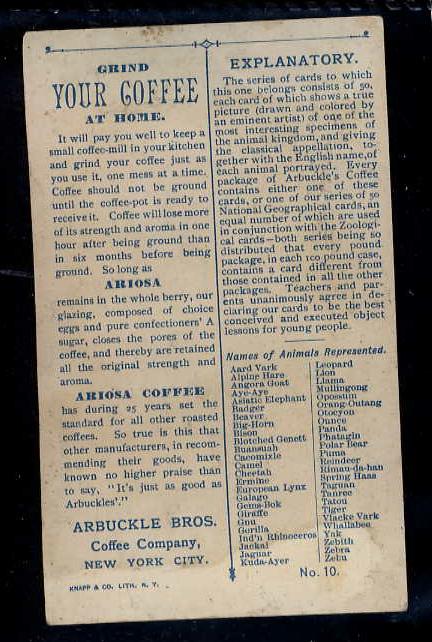 GRIND
YOUR COFFEE
AT HOME.
It will pay you well to keep a
small coffee-mill in your kitchen
and grind your coffee just as
you use it, one mess at a time.
Coffee should not be ground
until the coffee-pot is ready to
receive it. Coffee will lose more
of its strength and aroma in one
hour after being ground than
in six months before being
ground. So long as
ARIOSA
remains in the whole berry, our
glazing, composed of choice
eggs and pure confectioners' A
sugar, closes the pores of the
coffee, and thereby are retained
all the original strength and
aroma.
ARIOSA COFFEE
has during 25 years set the
standard for all other roasted
coffees. So true is this that
other manufacturers, in recom-
mending their goods, have
known no higher praise than
to say, "It's just as good as
Arbuckles'."
ARBUCKLE BROS.
Coffee Company,
NEW YORK CITY.
KNAPP & CO. LITH. N. Y.
EXPLANATORY.
The series of cards to which
this one belongs consists of 50,
each card of which shows a true
picture (drawn and colored by
an eminent artist) of one of the
most interesting specimens of
the animal kingdom, and giving
the classical appellation, to-
gether with the English name, of
each animal portrayed. Every
package of Arbuckle's Coffee
contains either one of these
cards, or one of our series of 50
National Geographical cards, an
equal number of which are used
in conjunction with the Zoologi-
cal cards—both series being so
distributed that every pound
package, in each 100 pound case,
contains a card different from
those contained in all the other
packages. Teachers and par-
ents unanimously agree in de-
claring our cards to be the best
conceived and executed object
lessons for young people.
Names of Animals Represented.
Aard Vark
Alpine Hare
Angora Goat
Aye-Aye
Asiatic Elephant
Badger
Beaver
Big-Horn
Bison
Blotched Genett
Buansuah
Cacomixle
Camel
Cheetah
Ermine
European Lynx
Galago
Gems-Bok
Giraffe
Gnu
Gorilla
Ind'n Rhinoceros
Jackal
Jaguar
Kuda-Ayer
Leopard
Lion
Llama
Mullingong
Opossum
Orang-Outang
Otocyon
Ounce
Panda
Phatagin
Polar Bear
Puma
Reindeer
Rimau-da-han
Spring Haas
Taguan
Tanrec
Tatou
Tiger
Vlacke Vark
Whallabee
Yak
Zebith
Zebra
Zebu
No. 10.